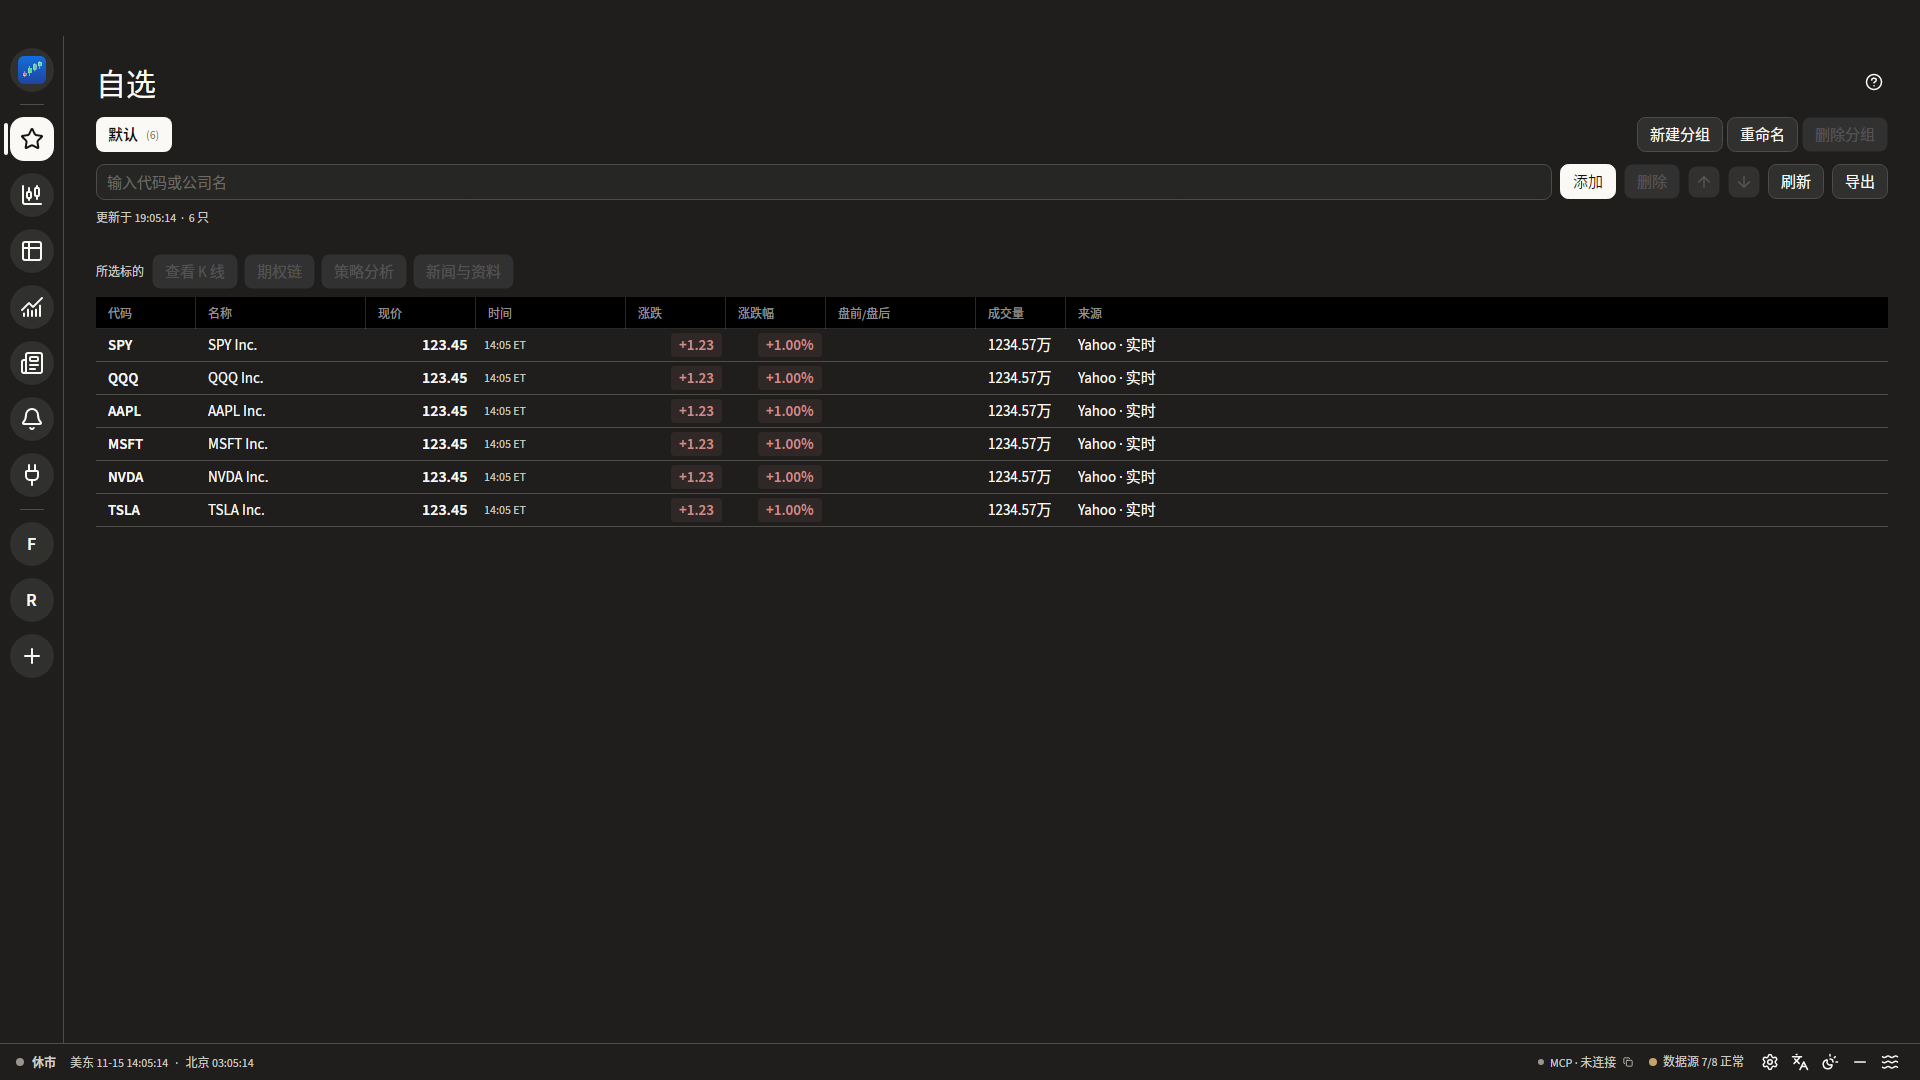 自选
默认 (6)
新建分组 重命名 删除分组
输入代码或公司名
添加 删除 刷新 导出
更新于 19:05:14 · 6 只
所选标的 查看 K 线 期权链 策略分析 新闻与资料
代码 名称 现价 时间 涨跌 涨跌幅 盘前/盘后 成交量 来源
SPY SPY Inc. 123.45 14:05 ET +1.23 +1.00% 1234.57万 Yahoo · 实时
QQQ QQQ Inc. 123.45 14:05 ET +1.23 +1.00% 1234.57万 Yahoo · 实时
AAPL AAPL Inc. 123.45 14:05 ET +1.23 +1.00% 1234.57万 Yahoo · 实时
MSFT MSFT Inc. 123.45 14:05 ET +1.23 +1.00% 1234.57万 Yahoo · 实时
NVDA NVDA Inc. 123.45 14:05 ET +1.23 +1.00% 1234.57万 Yahoo · 实时
TSLA TSLA Inc. 123.45 14:05 ET +1.23 +1.00% 1234.57万 Yahoo · 实时
F
R
休市 美东 11-15 14:05:14 · 北京 03:05:14
MCP · 未连接 数据源 7/8 正常